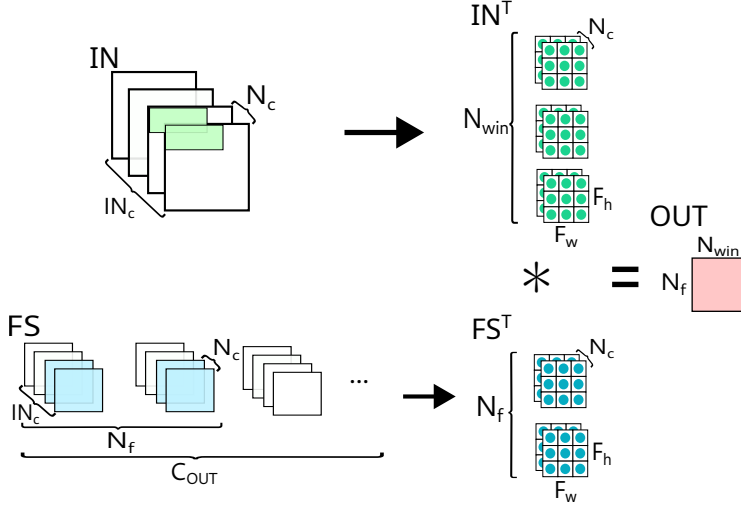 IN
N_c
IN_c
IN^T
N_c
N_win
F_h
F_w
*
=
OUT
N_win
N_f
FS
N_c
IN_c
...
N_f
C_OUT
FS^T
N_c
N_f
F_h
F_w